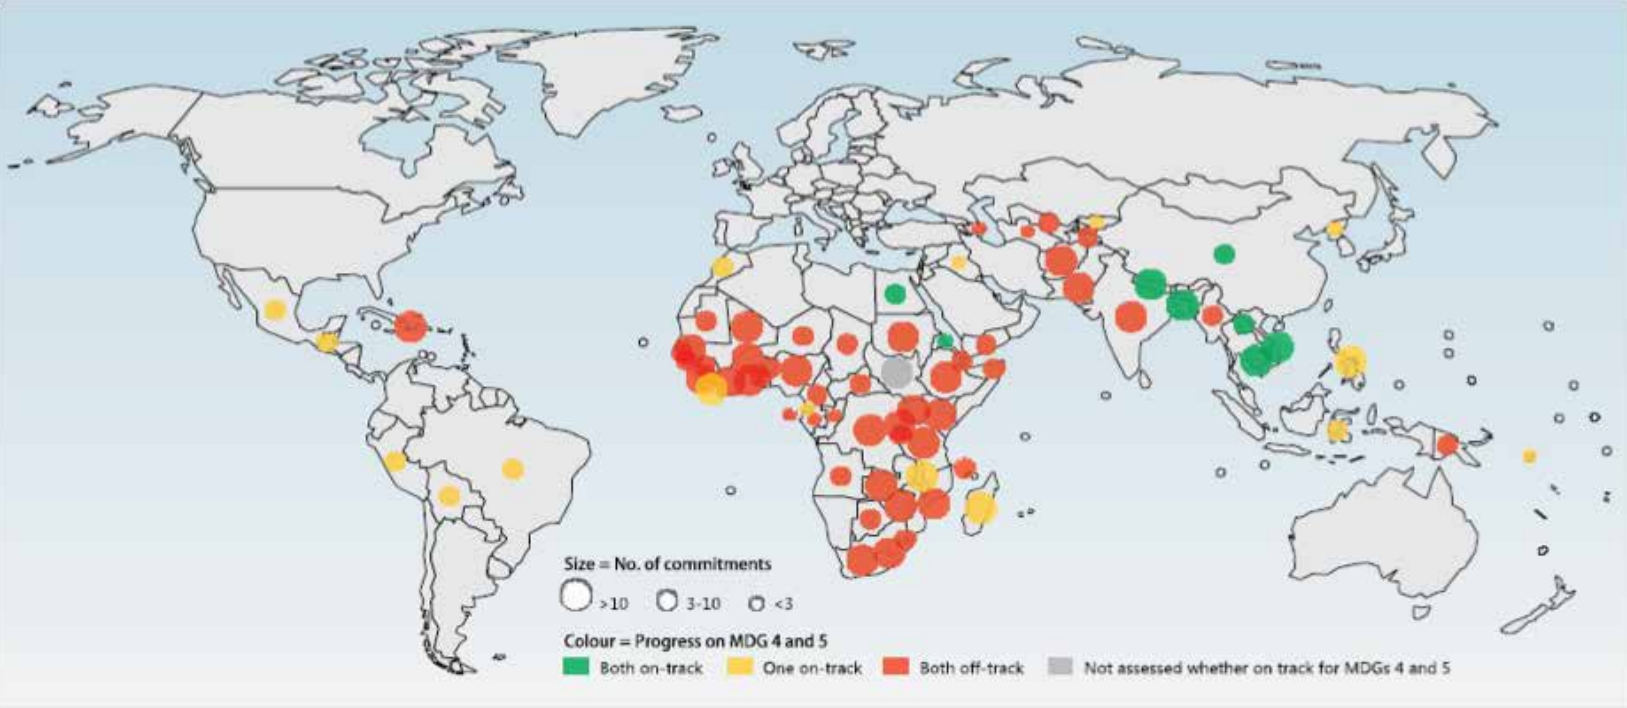 Size = No. of commitments
>10 3-10 <3
Colour = Progress on MDG 4 and 5
Both on-track One on-track Both off-track Not assessed whether on track for MDGs 4 and 5